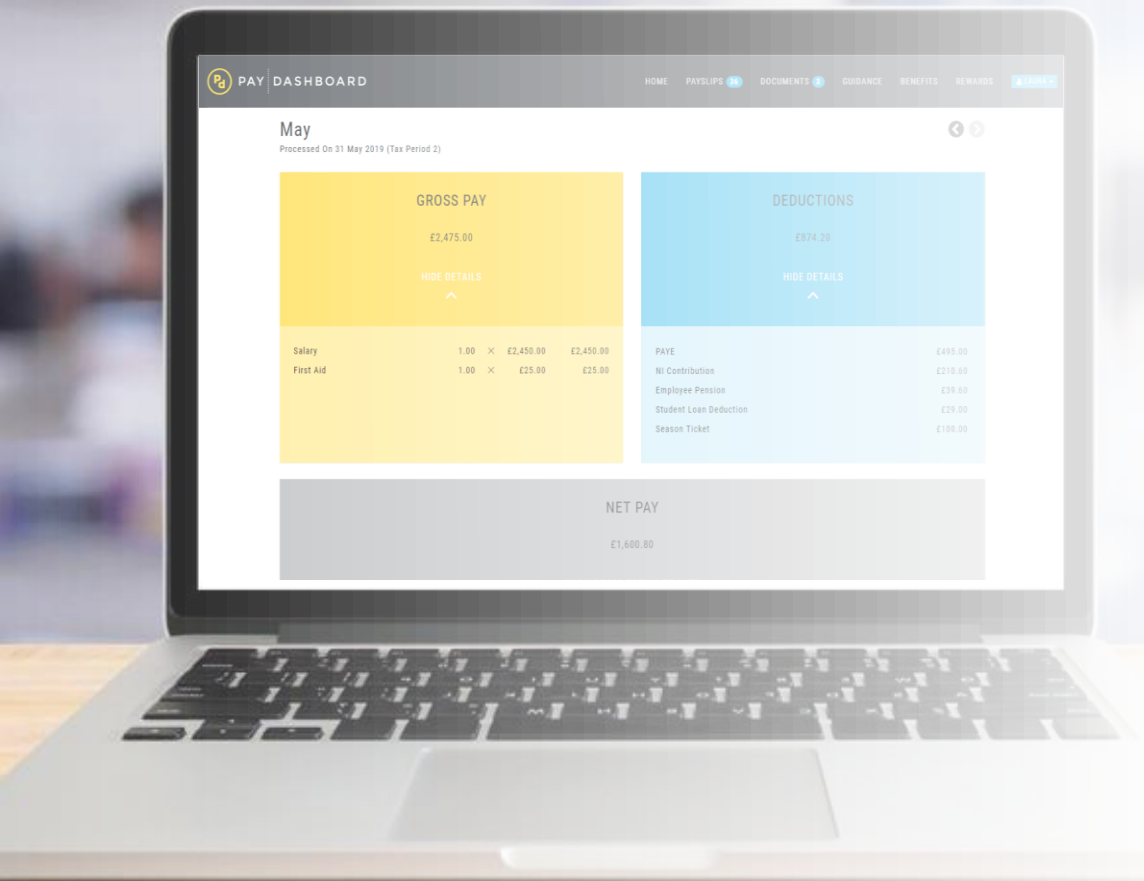 Pd PAY DASHBOARD
HOME PAYSLIPS 36 DOCUMENTS 3 GUIDANCE BENEFITS REWARDS
May
Processed On 31 May 2019 (Tax Period 2)
GROSS PAY
£2,475.00
HIDE DETAILS
Salary 1.00 × £2,450.00 £2,450.00
First Aid 1.00 × £25.00 £25.00
DEDUCTIONS
£874.20
HIDE DETAILS
PAYE £495.00
NI Contribution £210.60
Employee Pension £39.60
Student Loan Deduction £29.00
Season Ticket £100.00
NET PAY
£1,600.80